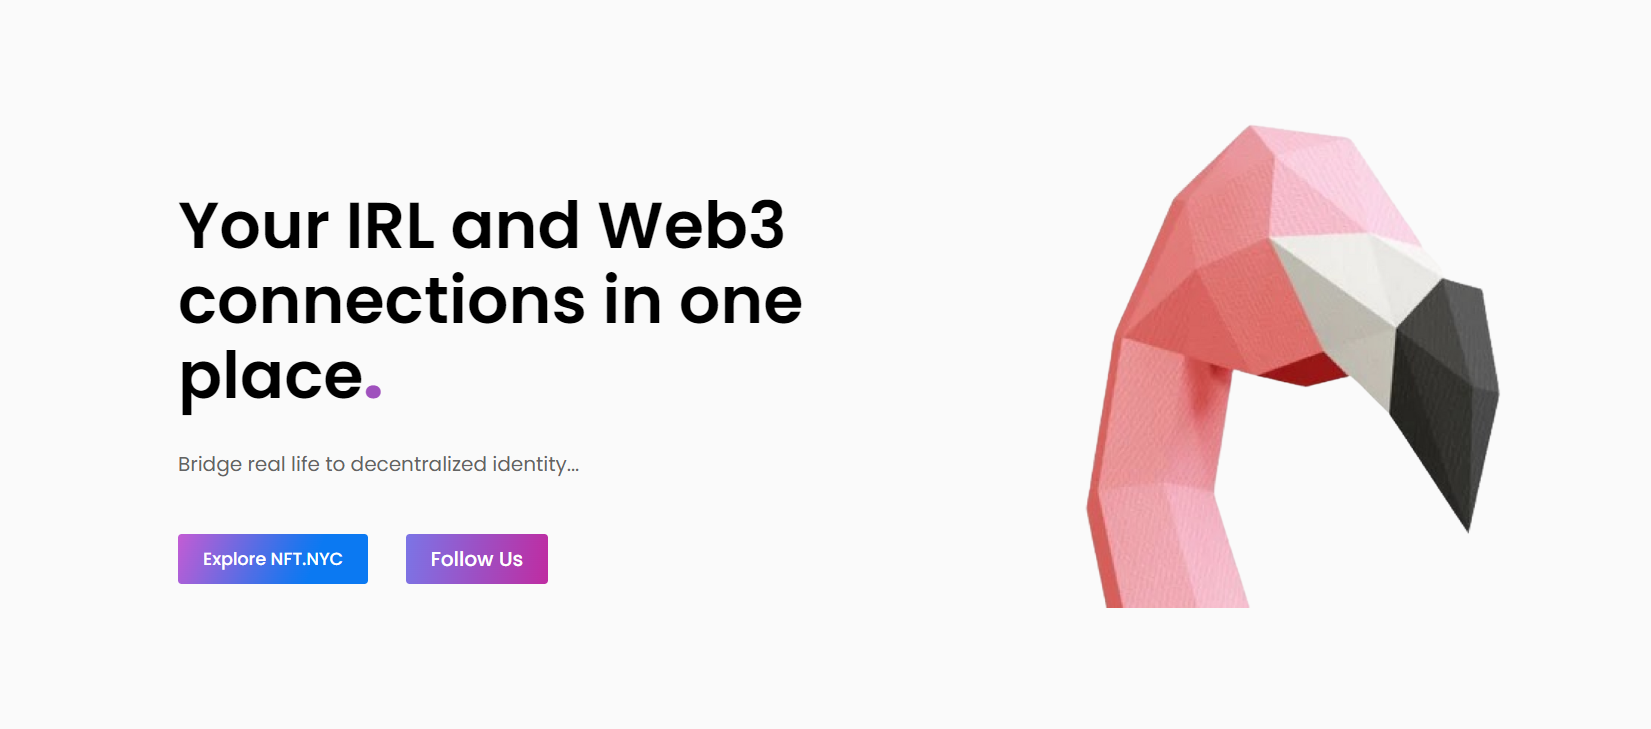 Your IRL and Web3
connections in one
place.
Bridge real life to decentralized identity...
Explore NFT.NYC
Follow Us